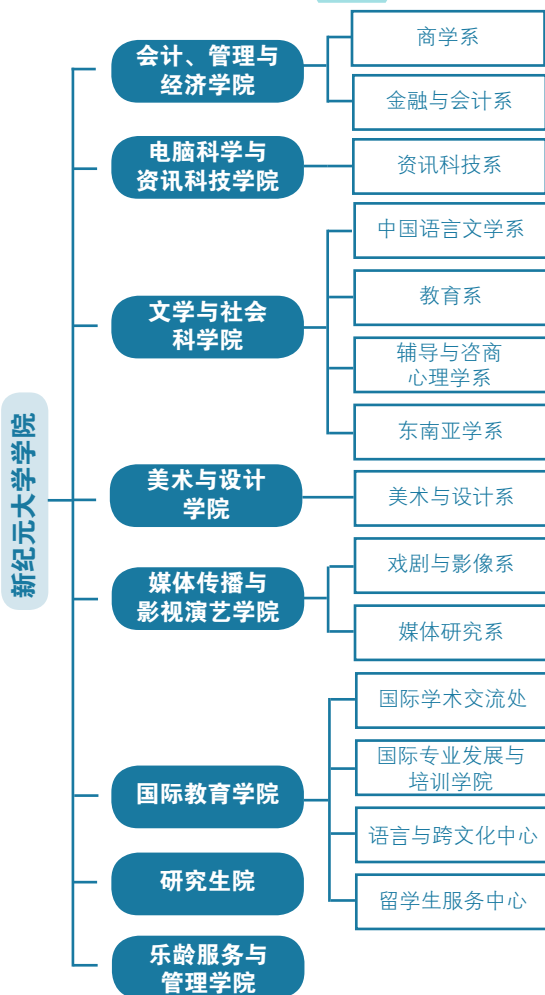 新纪元大学学院
会计、管理与
经济学院
商学系
金融与会计系
电脑科学与
资讯科技学院
资讯科技系
文学与社会
科学院
中国语言文学系
教育系
辅导与咨商
心理学系
东南亚学系
美术与设计
学院
美术与设计系
媒体传播与
影视演艺学院
戏剧与影像系
媒体研究系
国际教育学院
国际学术交流处
国际专业发展与
培训学院
语言与跨文化中心
留学生服务中心
研究生院
乐龄服务与
管理学院